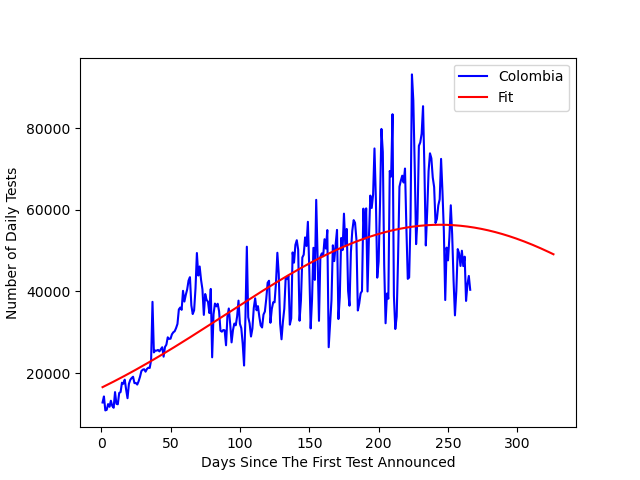 Colombia
Fit
80000
60000
40000
20000
Number of Daily Tests
0 50 100 150 200 250 300
Days Since The First Test Announced